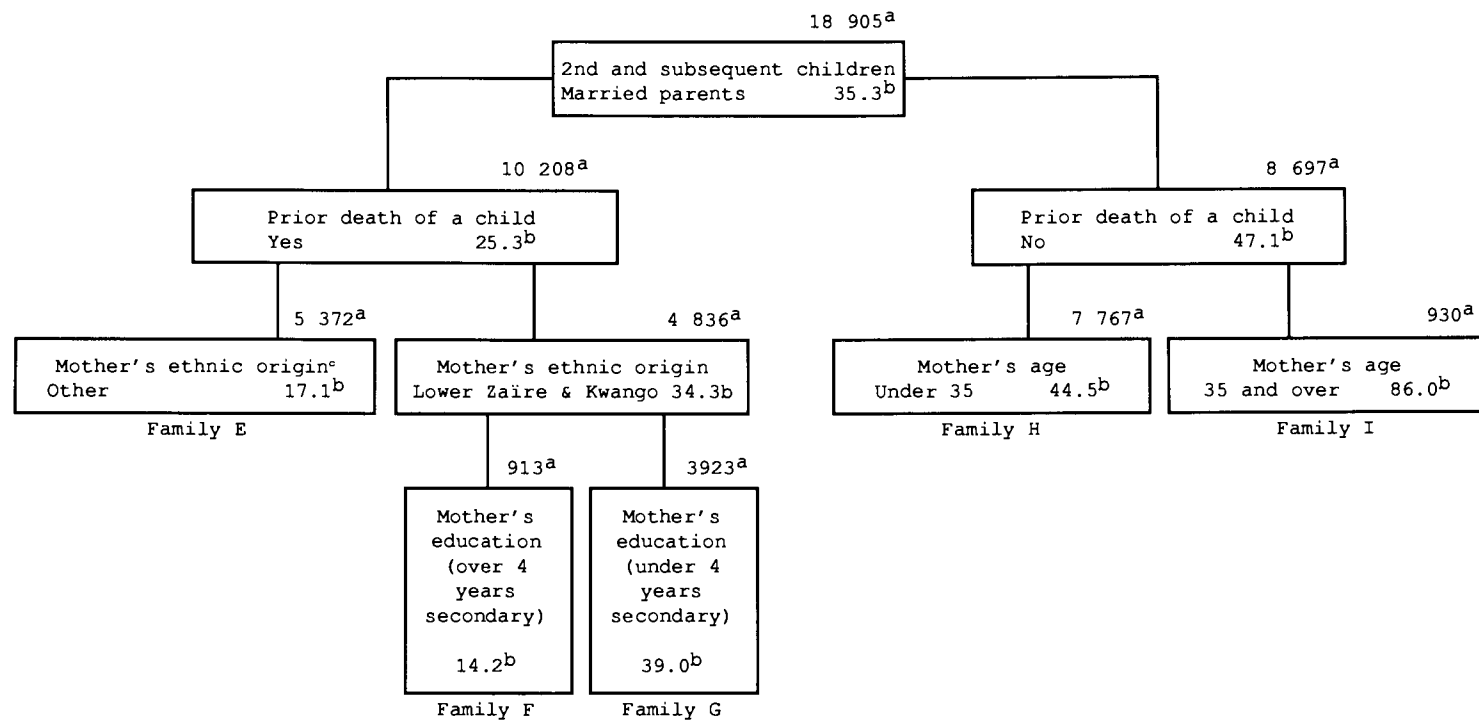 18 905a
2nd and subsequent children
Married parents 35.3b
10 208a
8 697a
Prior death of a child
Yes 25.3b
Prior death of a child
No 47.1b
5 372a
4 836a
7 767a
930a
Mother's ethnic originc
Other 17.1b
Family E
Mother's ethnic origin
Lower Zaïre & Kwango 34.3b
Mother's age
Under 35 44.5b
Family H
Mother's age
35 and over 86.0b
Family I
913a
3923a
Mother's
education
(over 4
years
secondary)
14.2b
Family F
Mother's
education
(under 4
years
secondary)
39.0b
Family G